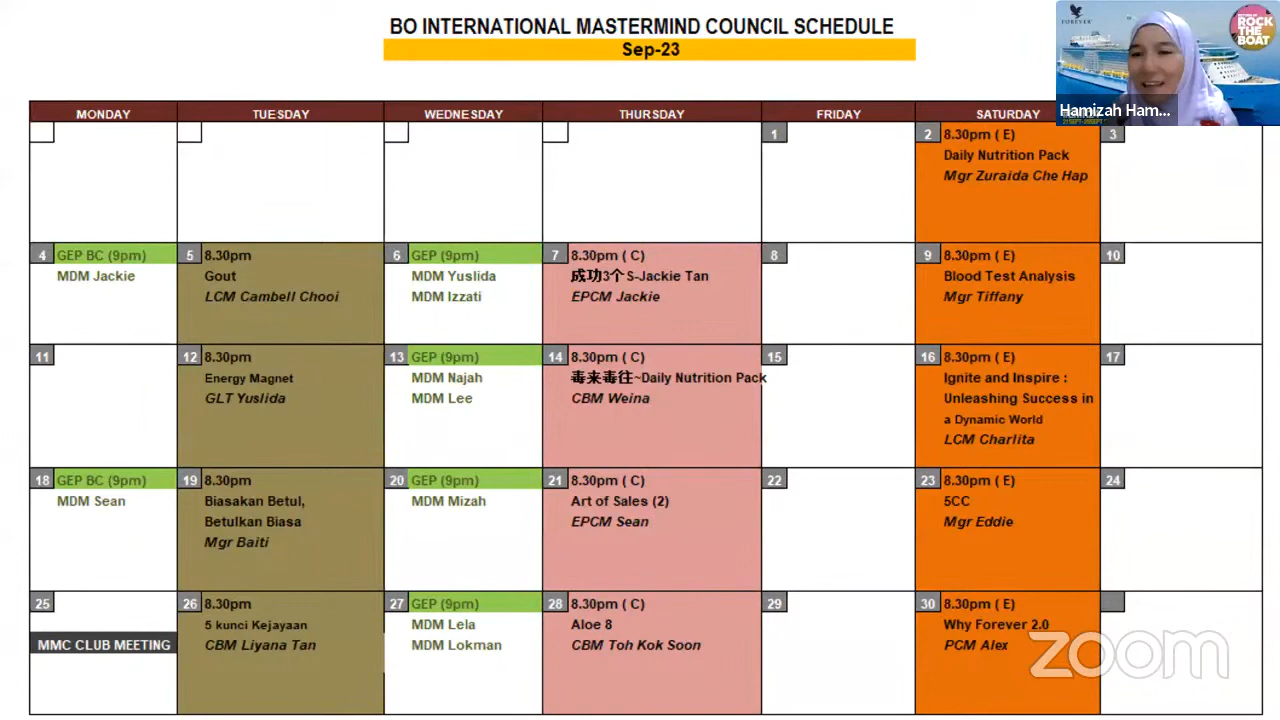 BO INTERNATIONAL MASTERMIND COUNCIL SCHEDULE
Sep-23
FOREVER
ROCK
THE
BOAT
Hamizah Ham...
MONDAY TUESDAY WEDNESDAY THURSDAY FRIDAY SATURDAY
1
2 8.30pm ( E)
Daily Nutrition Pack
Mgr Zuraida Che Hap
3
4 GEP BC (9pm)
MDM Jackie
5 8.30pm
Gout
LCM Cambell Chooi
6 GEP (9pm)
MDM Yuslida
MDM Izzati
7 8.30pm ( C)
成功3个S-Jackie Tan
EPCM Jackie
8
9 8.30pm ( E)
Blood Test Analysis
Mgr Tiffany
10
11
12 8.30pm
Energy Magnet
GLT Yuslida
13 GEP (9pm)
MDM Najah
MDM Lee
14 8.30pm ( C)
毒来毒往~Daily Nutrition Pack
CBM Weina
15
16 8.30pm ( E)
Ignite and Inspire :
Unleashing Success in
a Dynamic World
LCM Charlita
17
18 GEP BC (9pm)
MDM Sean
19 8.30pm
Biasakan Betul,
Betulkan Biasa
Mgr Baiti
20 GEP (9pm)
MDM Mizah
21 8.30pm ( C)
Art of Sales (2)
EPCM Sean
22
23 8.30pm ( E)
5CC
Mgr Eddie
24
25
MMC CLUB MEETING
26 8.30pm
5 kunci Kejayaan
CBM Liyana Tan
27 GEP (9pm)
MDM Lela
MDM Lokman
28 8.30pm ( C)
Aloe 8
CBM Toh Kok Soon
29
30 8.30pm ( E)
Why Forever 2.0
PCM Alex
zoom